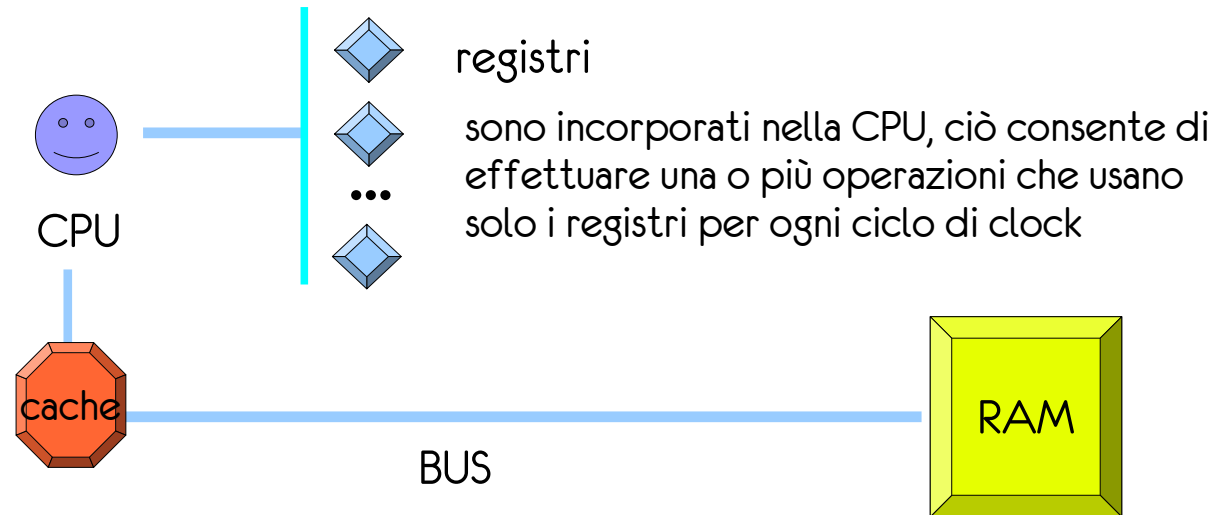 registri
sono incorporati nella CPU, ciò consente di
effettuare una o più operazioni che usano
solo i registri per ogni ciclo di clock
CPU
cache
RAM
BUS